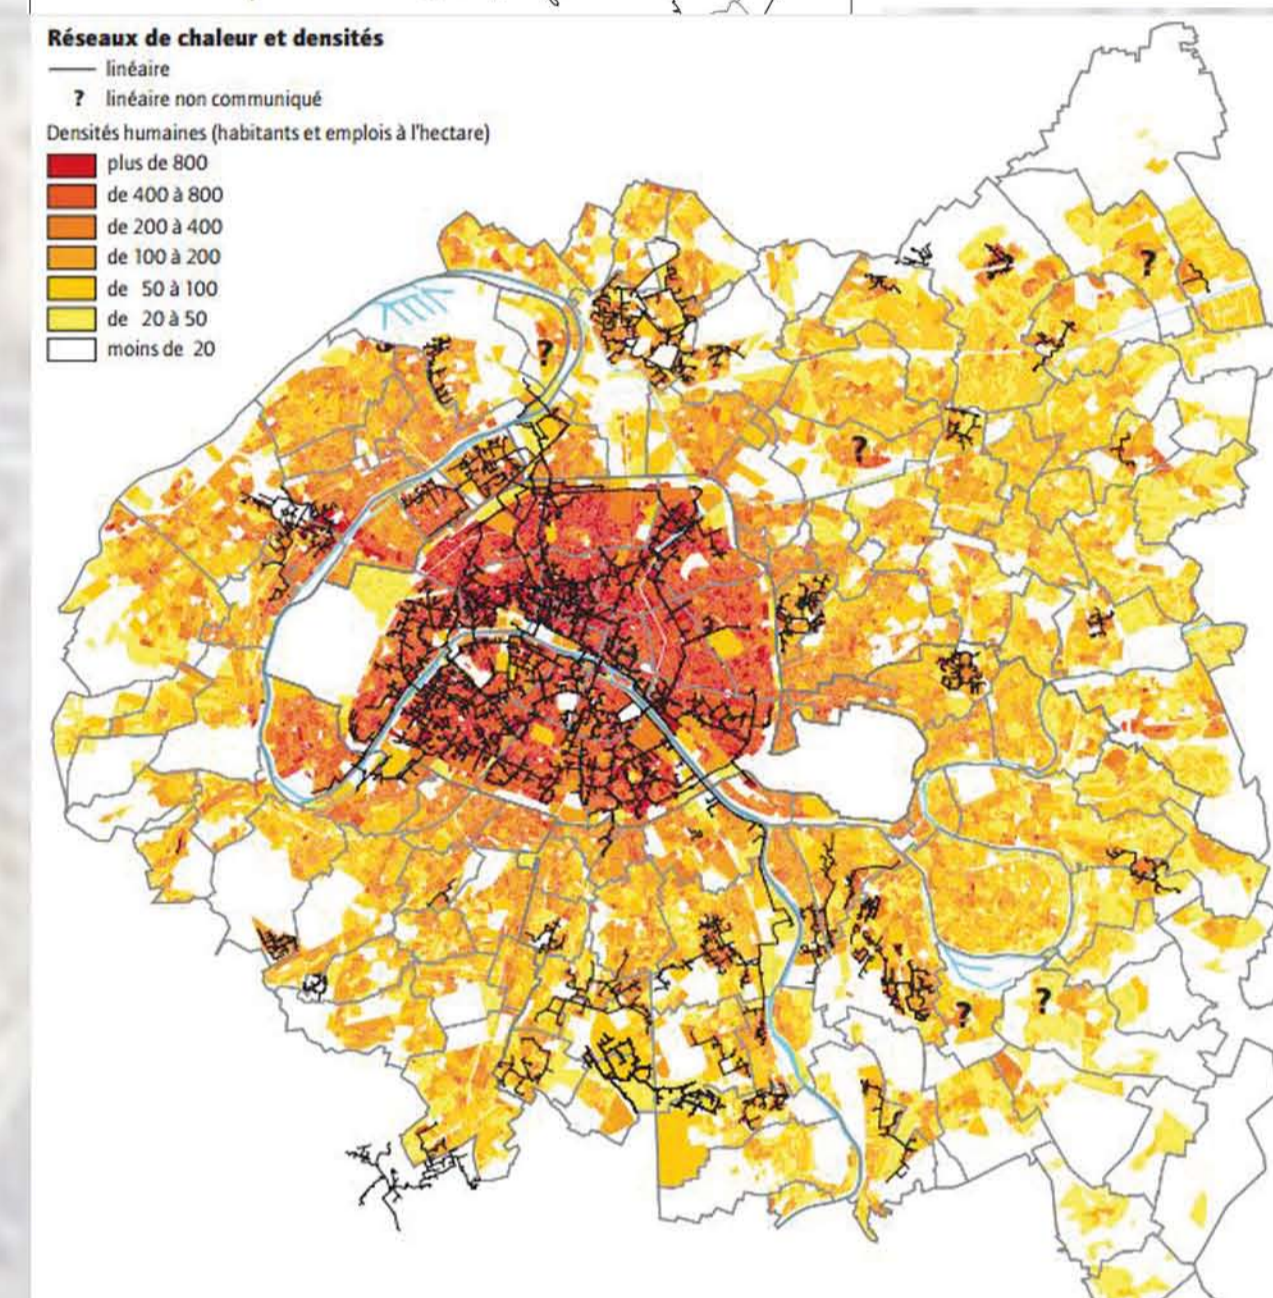 Réseaux de chaleur et densités
linéaire
? linéaire non communiqué
Densités humaines (habitants et emplois à l'hectare)
plus de 800
de 400 à 800
de 200 à 400
de 100 à 200
de 50 à 100
de 20 à 50
moins de 20
?
?
?
?
?